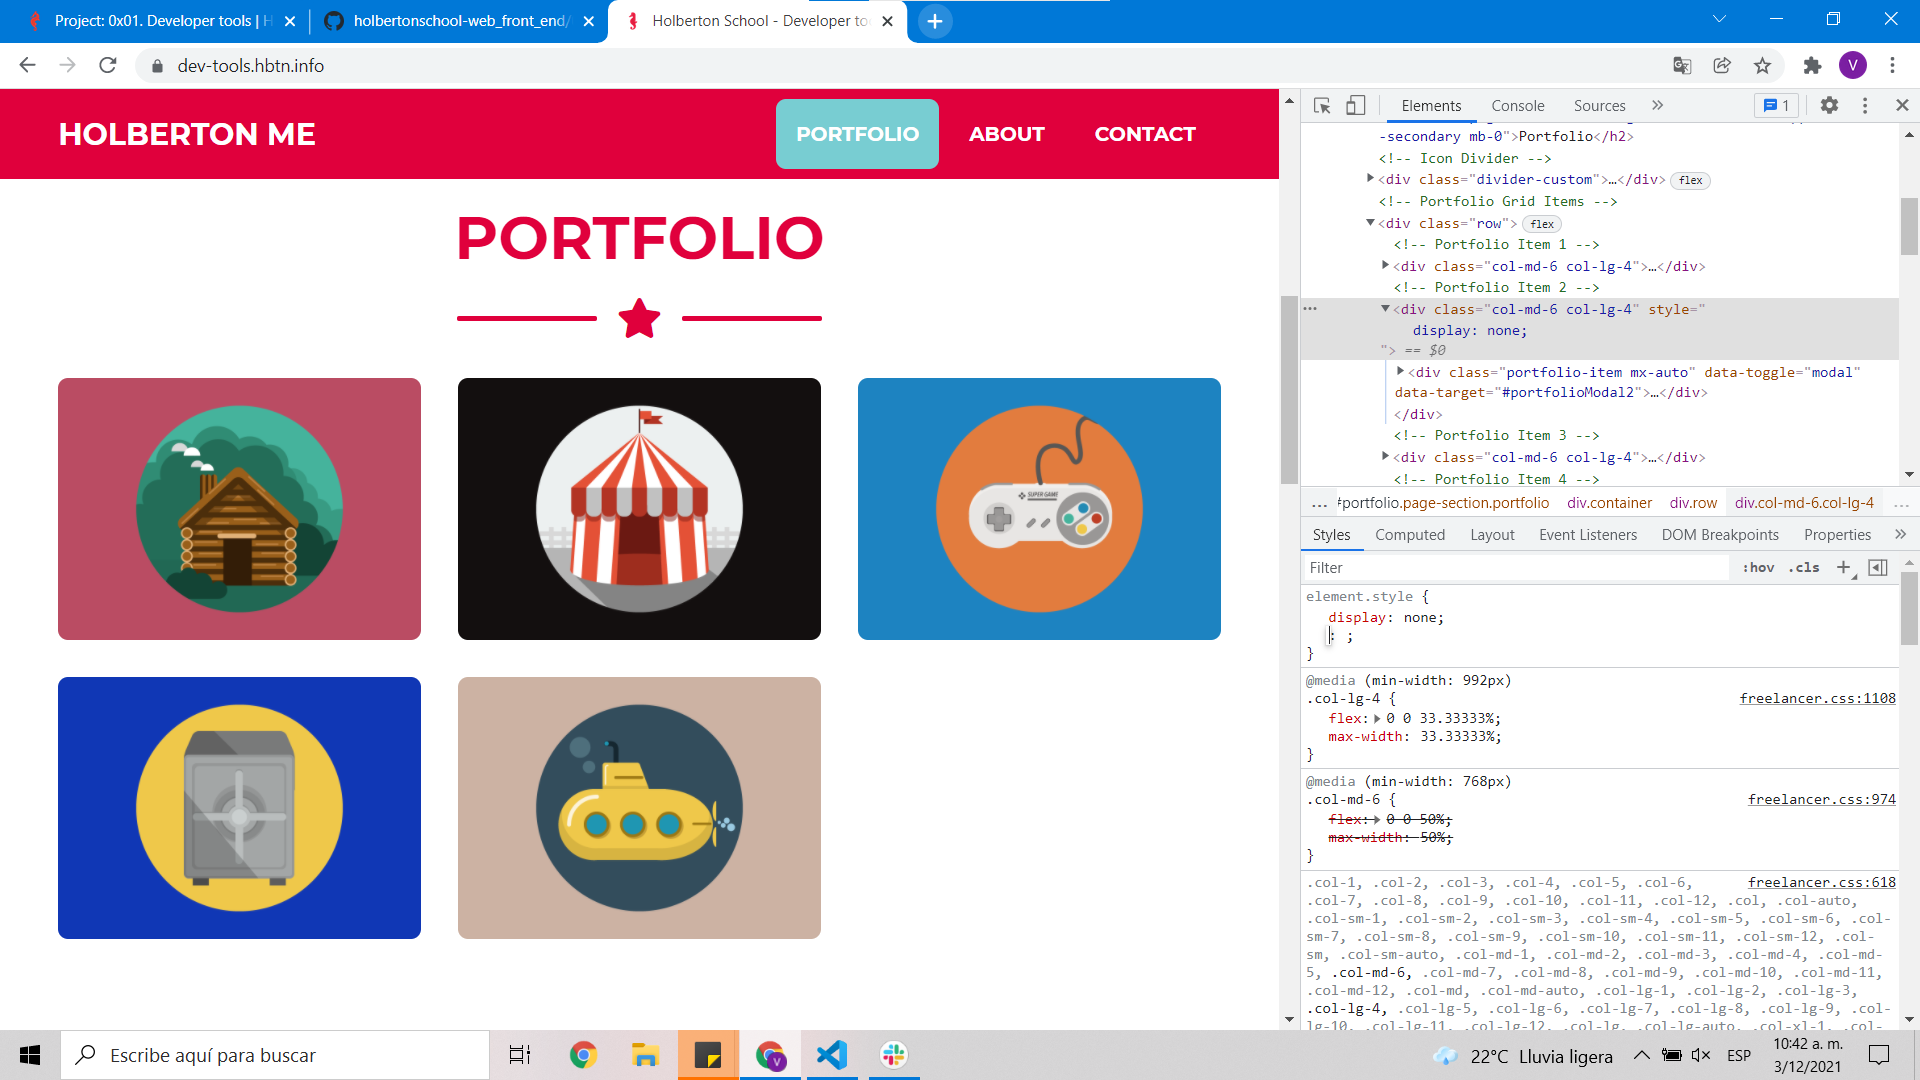 Project: 0x01. Developer tools | H
holbertonschool-web_front_end/
Holberton School - Developer to
dev-tools.hbtn.info
V
HOLBERTON ME
PORTFOLIO
ABOUT
CONTACT
PORTFOLIO
SUPER GAME
Elements
Console
Sources
»
1
-secondary mb-0">Portfolio</h2>
<!-- Icon Divider -->
<div class="divider-custom">…</div> flex
<!-- Portfolio Grid Items -->
<div class="row"> flex
<!-- Portfolio Item 1 -->
<div class="col-md-6 col-lg-4">…</div>
<!-- Portfolio Item 2 -->
<div class="col-md-6 col-lg-4" style="
display: none;
"> == $0
<div class="portfolio-item mx-auto" data-toggle="modal"
data-target="#portfolioModal2">…</div>
</div>
<!-- Portfolio Item 3 -->
<div class="col-md-6 col-lg-4">…</div>
<!-- Portfolio Item 4 -->
... #portfolio.page-section.portfolio div.container div.row div.col-md-6.col-lg-4 ...
Styles
Computed
Layout
Event Listeners
DOM Breakpoints
Properties
»
Filter
:hov .cls +
element.style {
display: none;
: ;
}
@media (min-width: 992px)
.col-lg-4 { freelancer.css:1108
flex: 0 0 33.33333%;
max-width: 33.33333%;
}
@media (min-width: 768px)
.col-md-6 { freelancer.css:974
flex: 0 0 50%;
max-width: 50%;
}
.col-1, .col-2, .col-3, .col-4, .col-5, .col-6, freelancer.css:618
.col-7, .col-8, .col-9, .col-10, .col-11, .col-12, .col, .col-auto,
.col-sm-1, .col-sm-2, .col-sm-3, .col-sm-4, .col-sm-5, .col-sm-6, .col-
sm-7, .col-sm-8, .col-sm-9, .col-sm-10, .col-sm-11, .col-sm-12, .col-
sm, .col-sm-auto, .col-md-1, .col-md-2, .col-md-3, .col-md-4, .col-md-
5, .col-md-6, .col-md-7, .col-md-8, .col-md-9, .col-md-10, .col-md-11,
.col-md-12, .col-md, .col-md-auto, .col-lg-1, .col-lg-2, .col-lg-3,
.col-lg-4, .col-lg-5, .col-lg-6, .col-lg-7, .col-lg-8, .col-lg-9, .col-
lg-10, .col-lg-11, .col-lg-12, .col-lg, .col-lg-auto, .col-xl-1, .col-
Escribe aquí para buscar
V
22°C Lluvia ligera
ESP
10:42 a. m.
3/12/2021